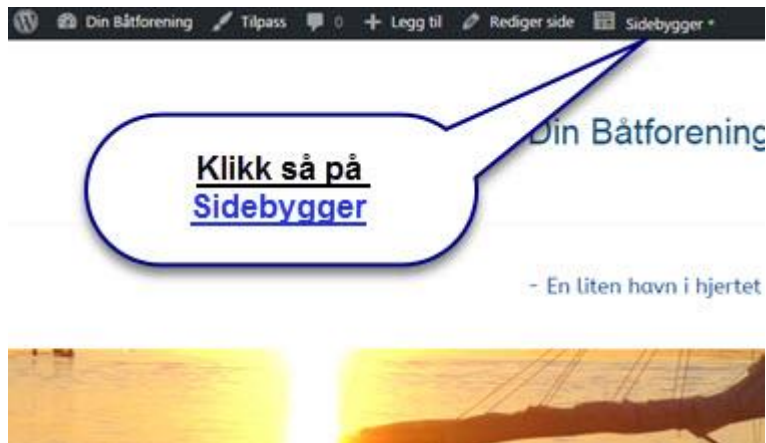 Din Båtforening Tilpass 0 Legg til Rediger side Sidebygger
Din Båtforening
Klikk så på
Sidebygger
- En liten havn i hjertet